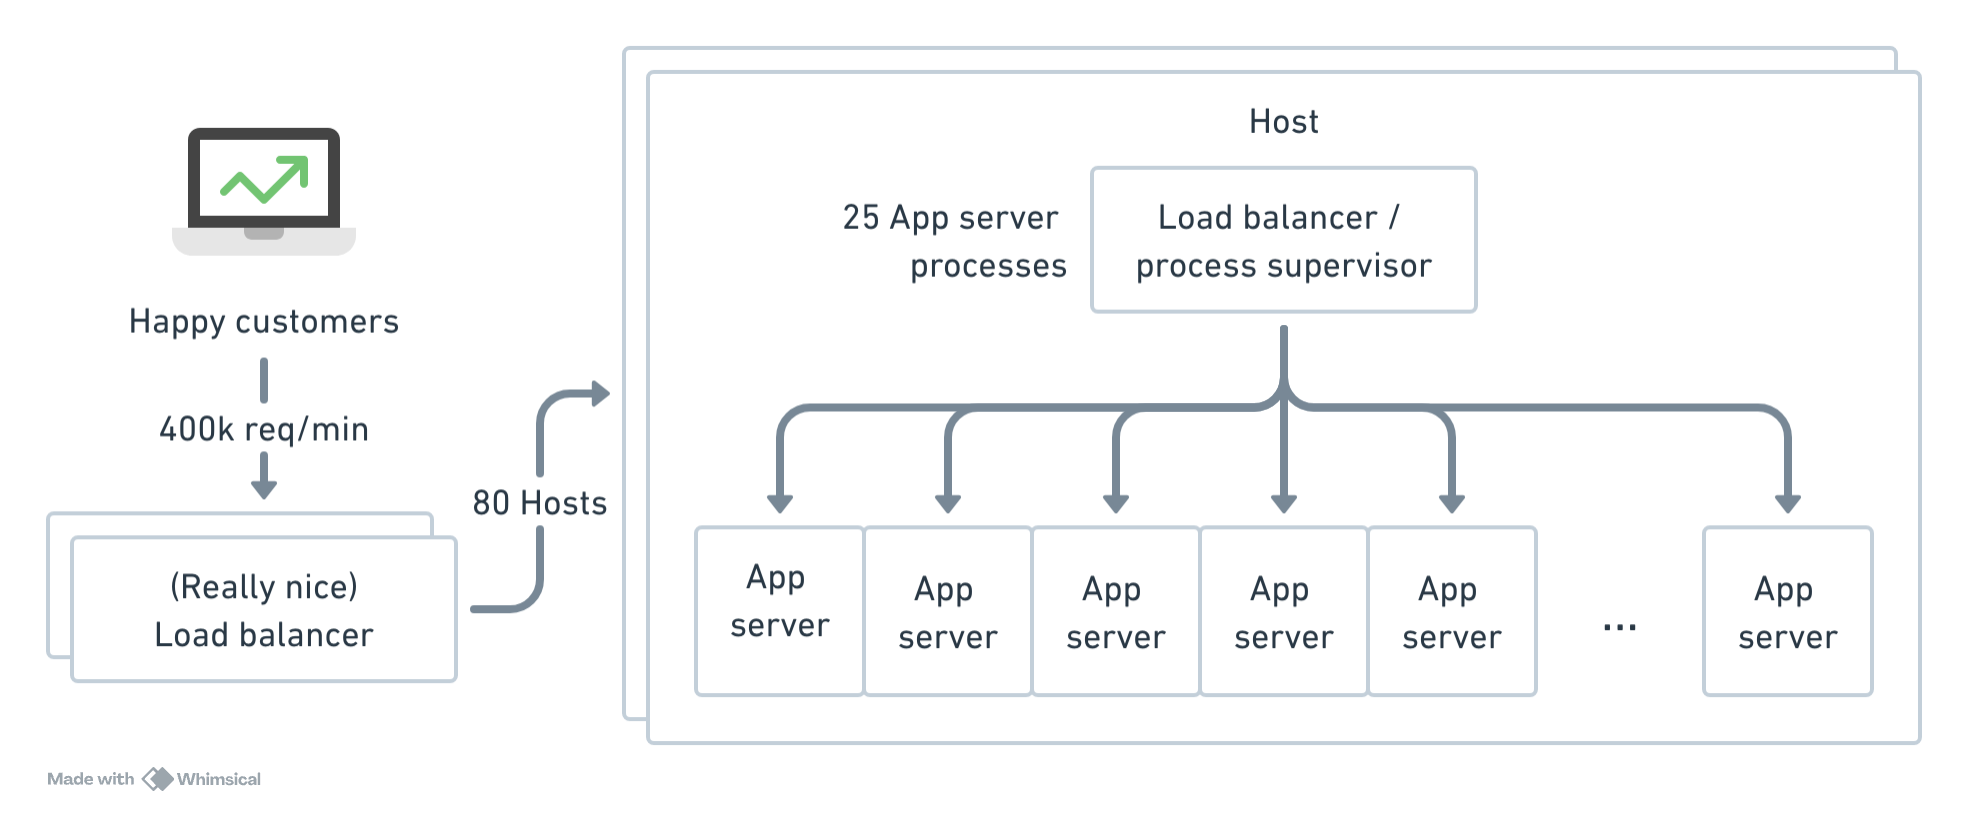 Happy customers
400k req/min
(Really nice)
Load balancer
80 Hosts
Host
25 App server
processes
Load balancer /
process supervisor
App
server
App
server
App
server
App
server
App
server
...
App
server
Made with Whimsical